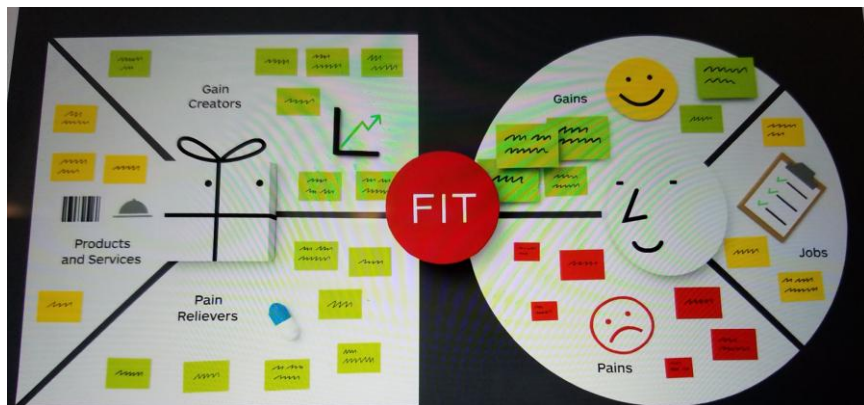 Gain
Creators
Products
and Services
Pain
Relievers
FIT
Gains
Jobs
Pains